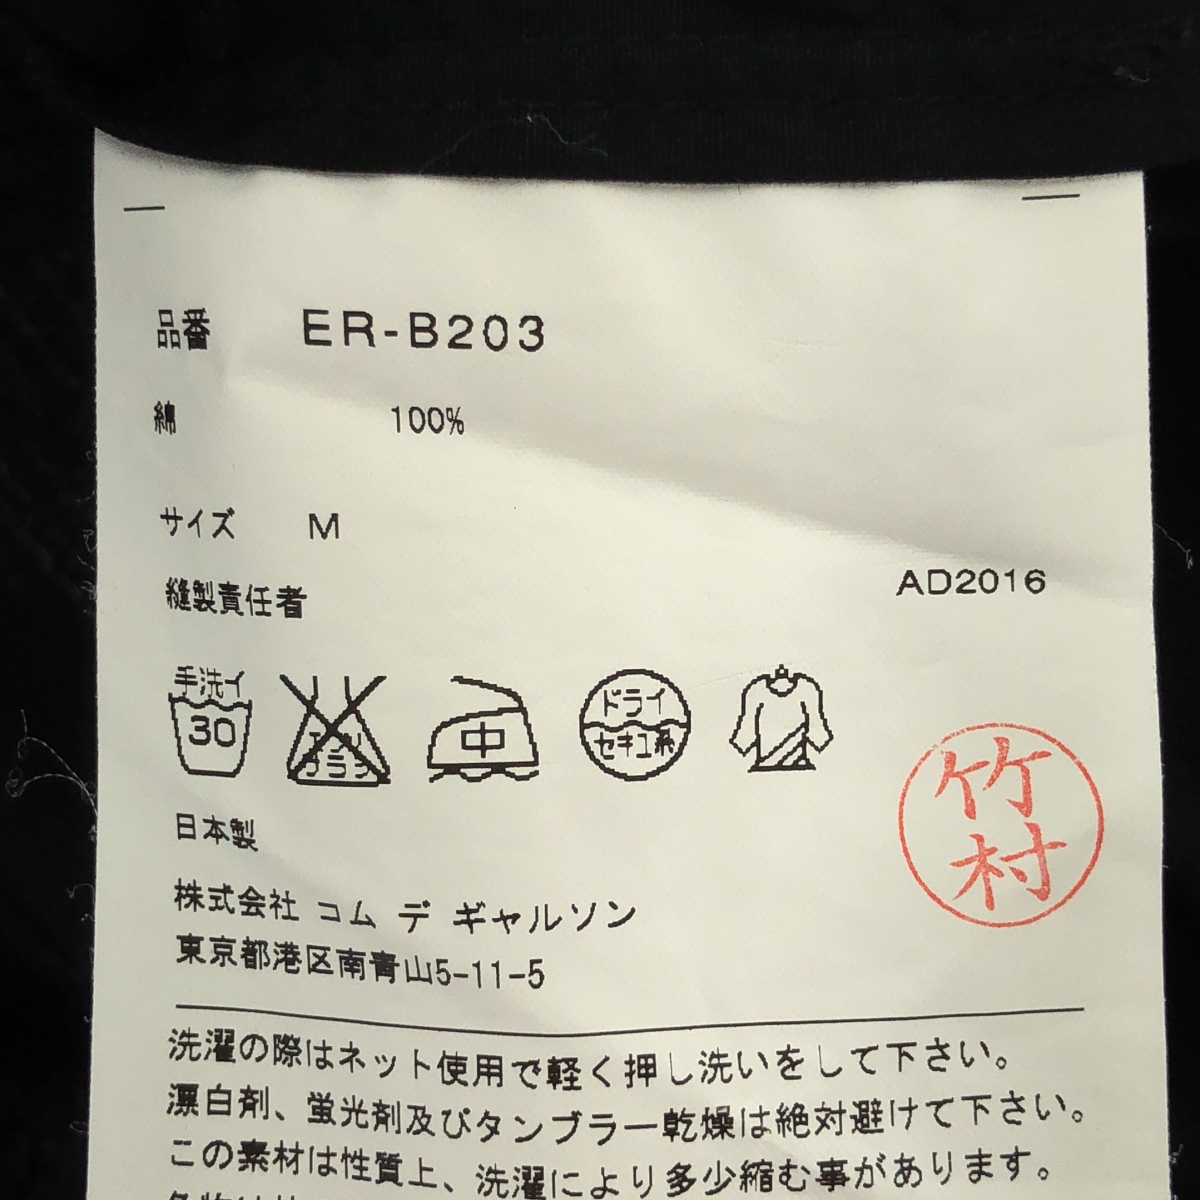 品番 ER-B203
綿 100%
サイズ M
AD2016
縫製責任者
手洗イ
30
エンソ
サラシ
中
ドライ
セキユ系
竹村
日本製
株式会社 コム デ ギャルソン
東京都港区南青山5-11-5
洗濯の際はネット使用で軽く押し洗いをして下さい。
漂白剤、蛍光剤及びタンブラー乾燥は絶対避けて下さい。
この素材は性質上、洗濯により多少縮む事があります。